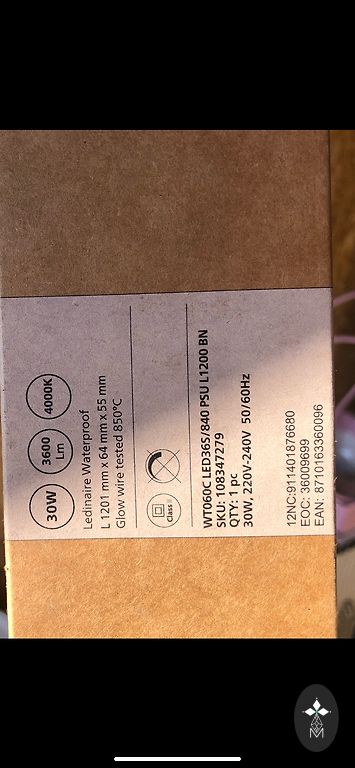 30W 3600 Lm 4000K
Ledinaire Waterproof
L 1201 mm x 64 mm x 55 mm
Glow wire tested 850°C
Class II
WT060C LED36S/840 PSU L1200 BN
SKU: 108347279
QTY: 1 pc
30W, 220V-240V 50/60Hz
12NC:911401876680
EOC: 36009699
EAN: 8710163360096
M